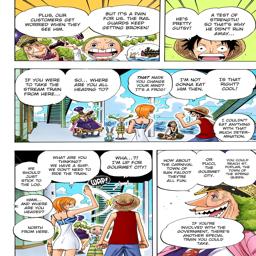 PLUS, OUR
CUSTOMERS GET
WORRIED WHEN THEY
SEE HIM.
BUT IT'S A PAIN
FOR US. THE RAIL
GUARDS KEEP
GETTING BROKEN!
HE'S
PRETTY
GUTSY!
A TEST OF
STRENGTH!
SO THAT'S WHY
HE DIDN'T RUN
AWAY...
IF YOU WERE
TO TAKE THE
STREAM TRAIN
FROM HERE...
SO... WHERE
ARE YOU ALL
HEADING TO?
THAT MADE
YOU CHANGE
YOUR MIND?!
IT'S A FROG!!
I'M NOT
GONNA EAT
HIM THEN.
IS THAT
RIGHT?
COOL!
I COULDN'T
EAT ANYTHING
WITH THAT
MUCH DETER-
MINATION.
WE
SHOULD
JUST
STICK TO
THE LOG.
WHAT ARE YOU
THINKING?
WE HAVE A SHIP.
WE DON'T NEED TO
RIDE THE TRAIN.
WHA...?!
I'M UP FOR
GOURMET CITY!
HMM...
AND WHERE
ARE YOU
HEADED?
NORTH
FROM HERE.
HOW ABOUT
THE CARNIVAL
TOWN OF
SAN FALDO?
THEY'RE ALL
FUN!
OR
PUCCI,
THE
GOURMET
CITY.
YOU COULD
REACH ST.
POPLAR, THE
TOWN OF
THE SPRING
QUEEN.
IF YOU'RE
INVOLVED WITH
THE GOVERNMENT,
THERE'S ANOTHER
SPECIAL TRAIN
YOU COULD TAKE.